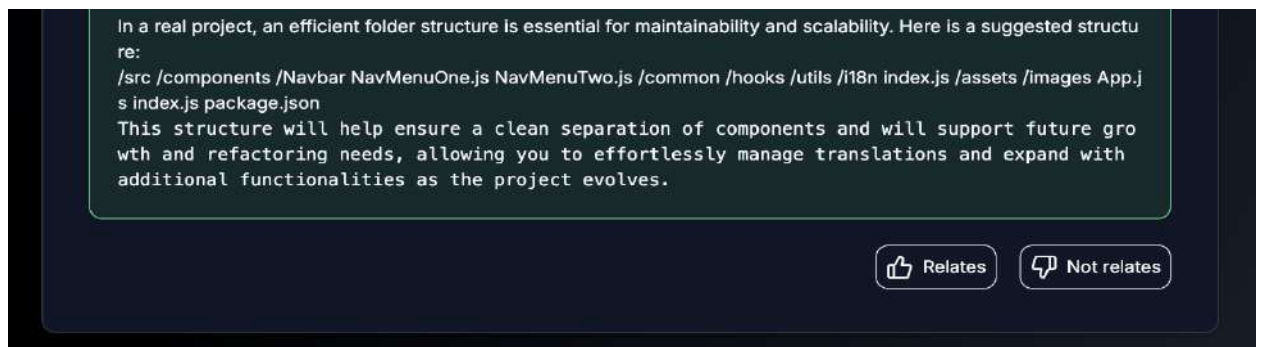 In a real project, an efficient folder structure is essential for maintainability and scalability. Here is a suggested structu
re:
/src /components /Navbar NavMenuOne.js NavMenuTwo.js /common /hooks /utils /i18n index.js /assets /images App.j
s index.js package.json
This structure will help ensure a clean separation of components and will support future gro
wth and refactoring needs, allowing you to effortlessly manage translations and expand with
additional functionalities as the project evolves.
Relates
Not relates